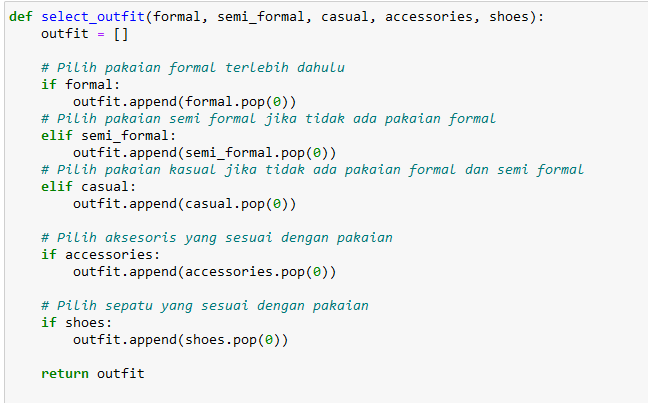 def select_outfit(formal, semi_formal, casual, accessories, shoes):
    outfit = []

    # Pilih pakaian formal terlebih dahulu
    if formal:
        outfit.append(formal.pop(0))
    # Pilih pakaian semi formal jika tidak ada pakaian formal
    elif semi_formal:
        outfit.append(semi_formal.pop(0))
    # Pilih pakaian kasual jika tidak ada pakaian formal dan semi formal
    elif casual:
        outfit.append(casual.pop(0))

    # Pilih aksesoris yang sesuai dengan pakaian
    if accessories:
        outfit.append(accessories.pop(0))

    # Pilih sepatu yang sesuai dengan pakaian
    if shoes:
        outfit.append(shoes.pop(0))

    return outfit